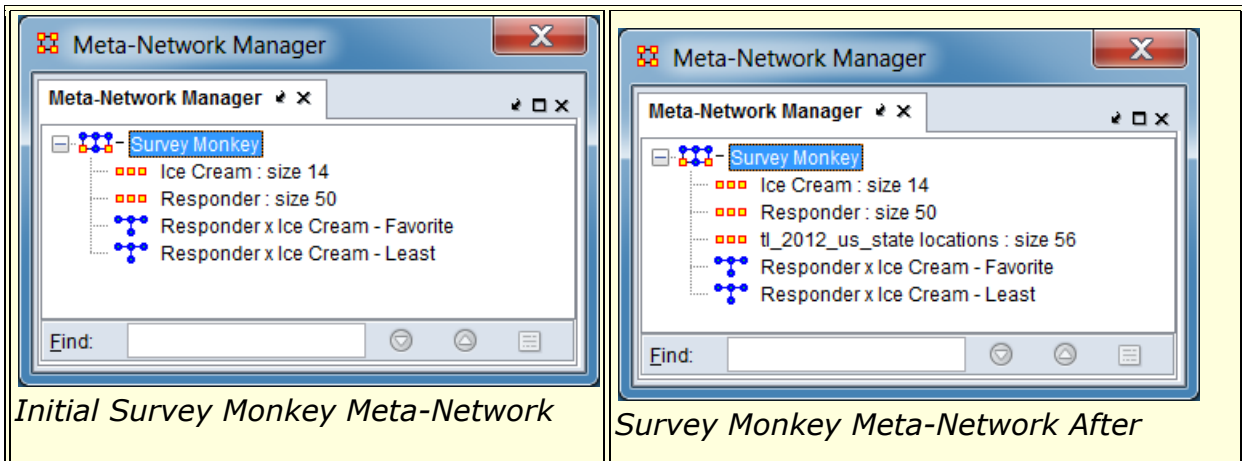 Meta-Network Manager
Meta-Network Manager
Survey Monkey
Ice Cream : size 14
Responder : size 50
Responder x Ice Cream - Favorite
Responder x Ice Cream - Least
Find:
Initial Survey Monkey Meta-Network
Meta-Network Manager
Meta-Network Manager
Survey Monkey
Ice Cream : size 14
Responder : size 50
tl_2012_us_state locations : size 56
Responder x Ice Cream - Favorite
Responder x Ice Cream - Least
Find:
Survey Monkey Meta-Network After